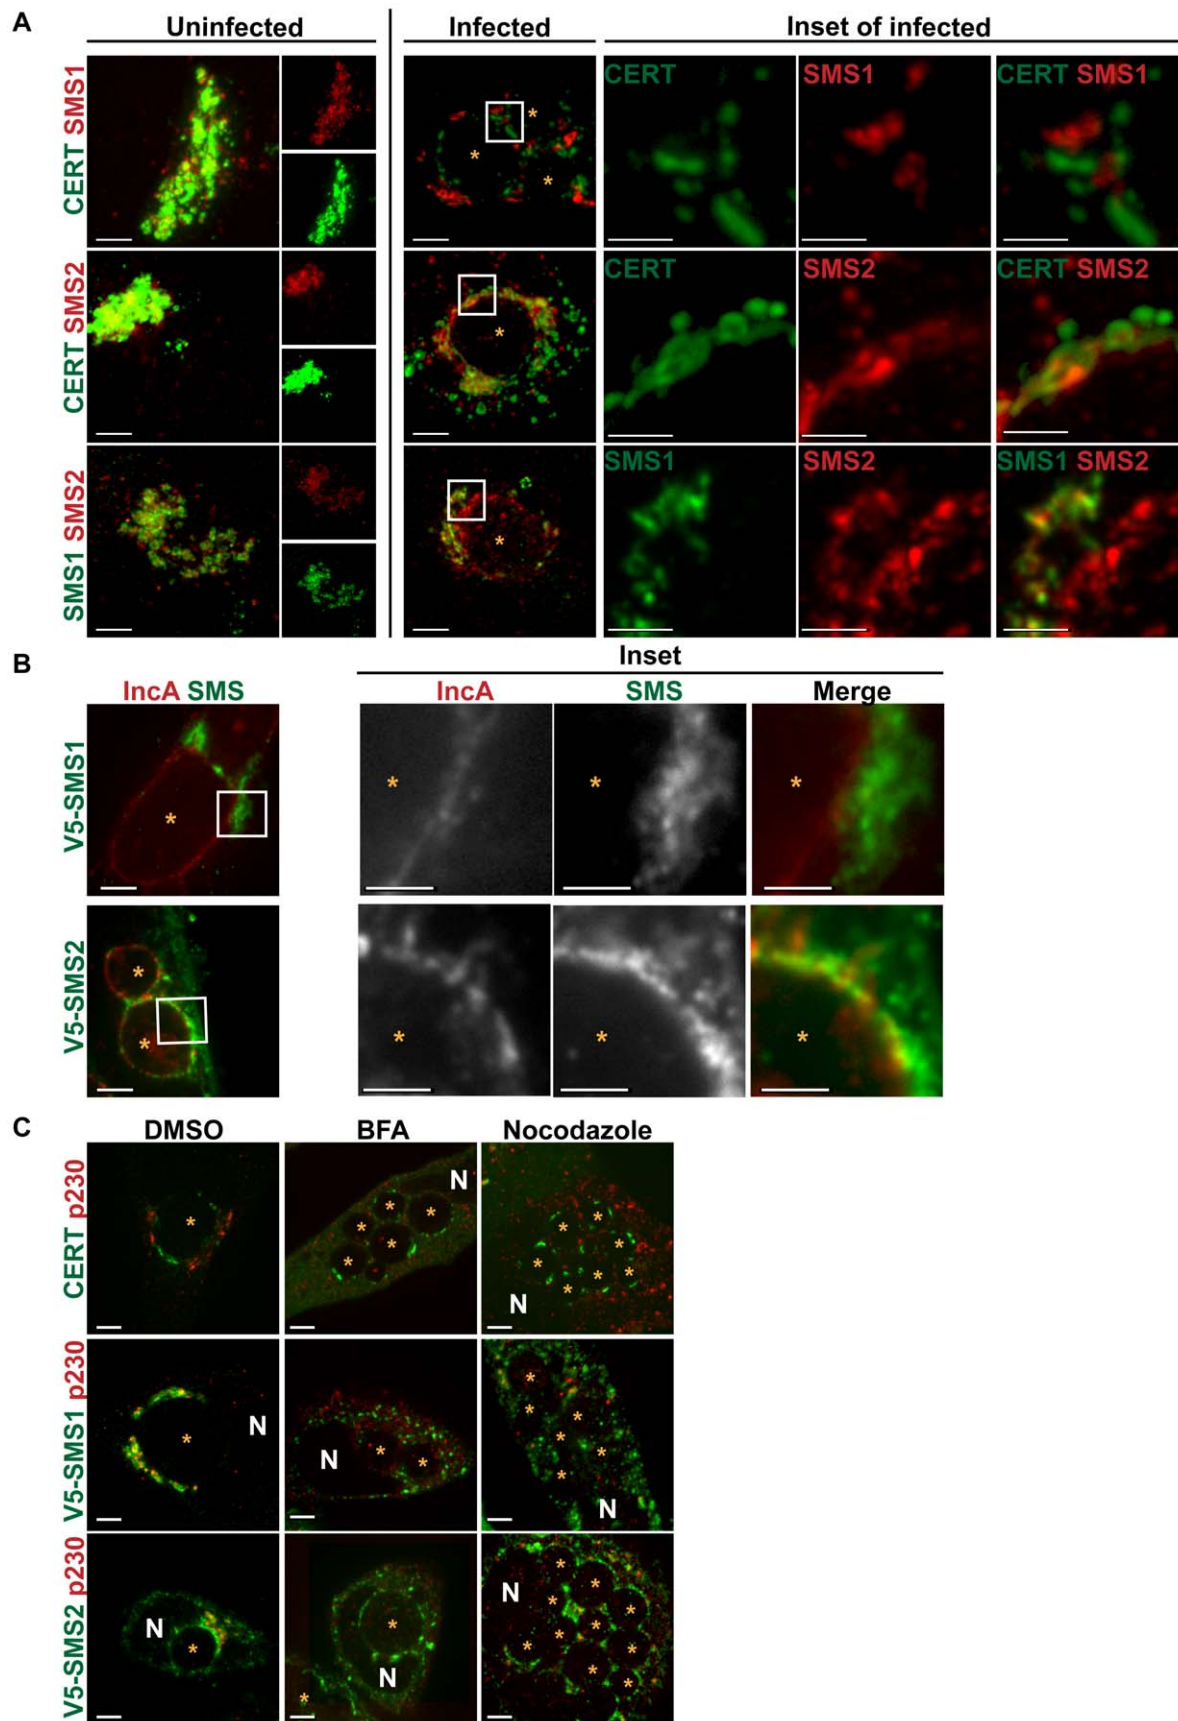 A
Uninfected
Infected
Inset of infected
CERT SMS1
CERT
SMS1
CERT SMS1
CERT SMS2
CERT
SMS2
CERT SMS2
SMS1 SMS2
SMS1
SMS2
SMS1 SMS2
B
Inset
IncA SMS
IncA
SMS
Merge
V5-SMS1
V5-SMS2
C
DMSO
BFA
Nocodazole
CERT p230
N
N
V5-SMS1 p230
N
N
N
V5-SMS2 p230
N
N
N